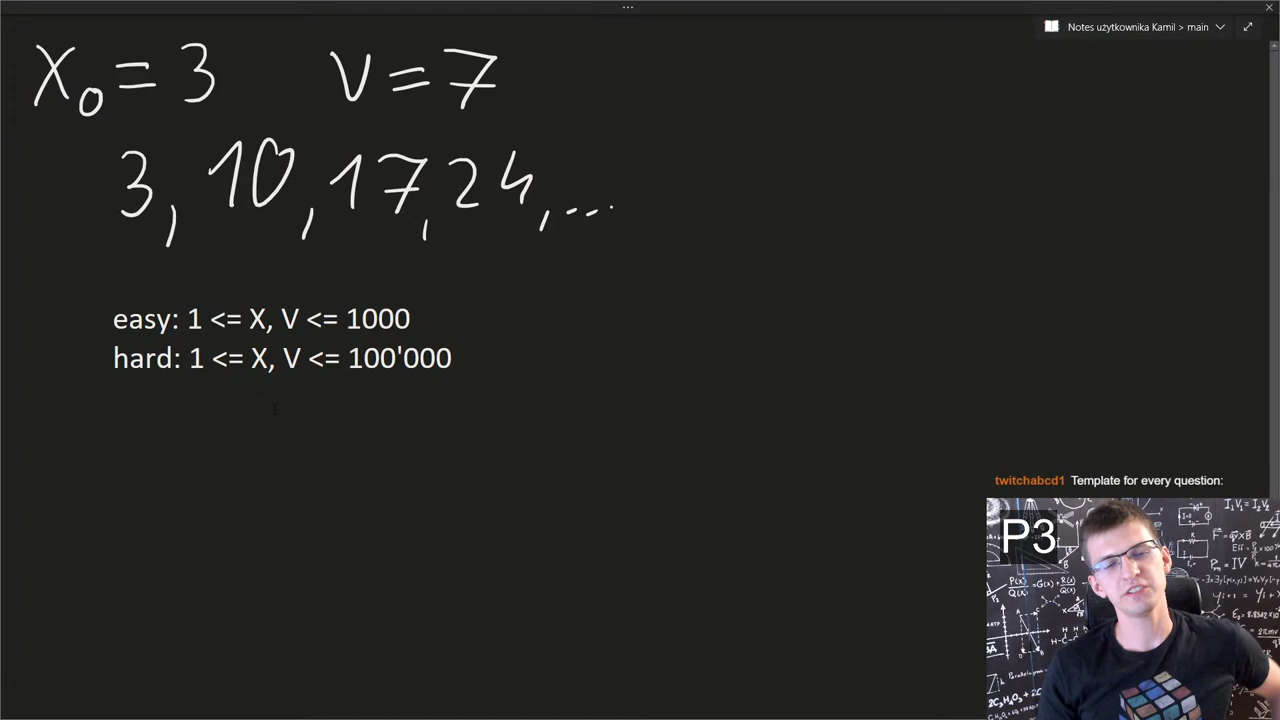 Notes użytkownika Kamil > main
X₀ = 3 V = 7
3, 10, 17, 24, ...
easy: 1 <= X, V <= 1000
hard: 1 <= X, V <= 100'000
twitchabcd1 Template for every question:
P3